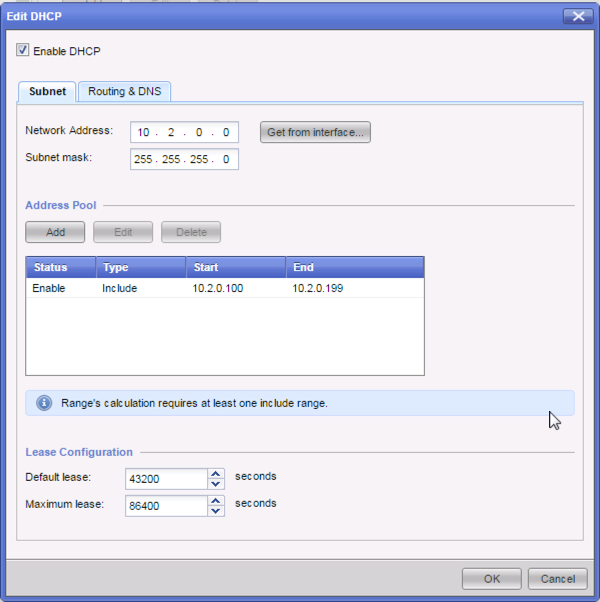 Edit DHCP
Enable DHCP
Subnet Routing & DNS
Network Address: 10 . 2 . 0 . 0 Get from interface...
Subnet mask: 255 . 255 . 255 . 0
Address Pool
Add Edit Delete
Status Type Start End
Enable Include 10.2.0.100 10.2.0.199
Range's calculation requires at least one include range.
Lease Configuration
Default lease: 43200 seconds
Maximum lease: 86400 seconds
OK Cancel